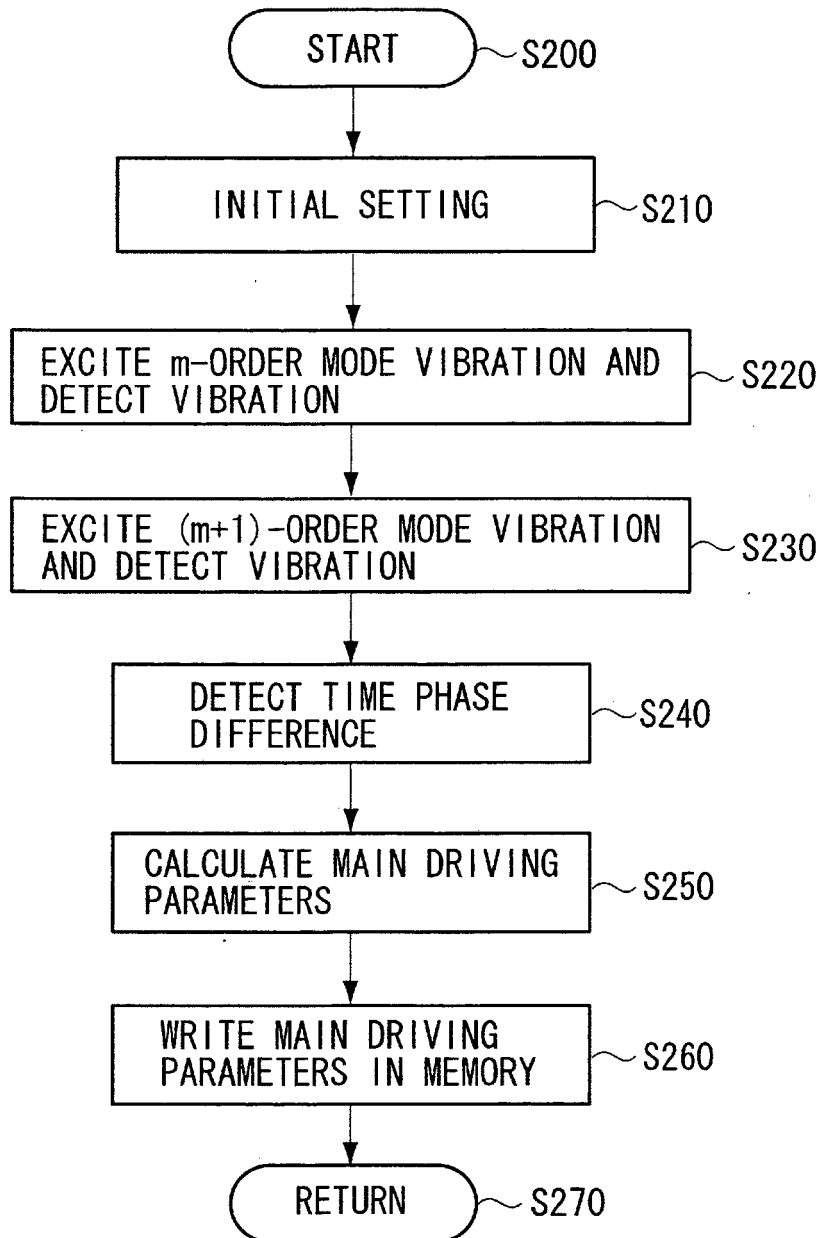 START
S200
INITIAL SETTING
S210
EXCITE m-ORDER MODE VIBRATION AND
DETECT VIBRATION
S220
EXCITE (m+1)-ORDER MODE VIBRATION
AND DETECT VIBRATION
S230
DETECT TIME PHASE
DIFFERENCE
S240
CALCULATE MAIN DRIVING
PARAMETERS
S250
WRITE MAIN DRIVING
PARAMETERS IN MEMORY
S260
RETURN
S270